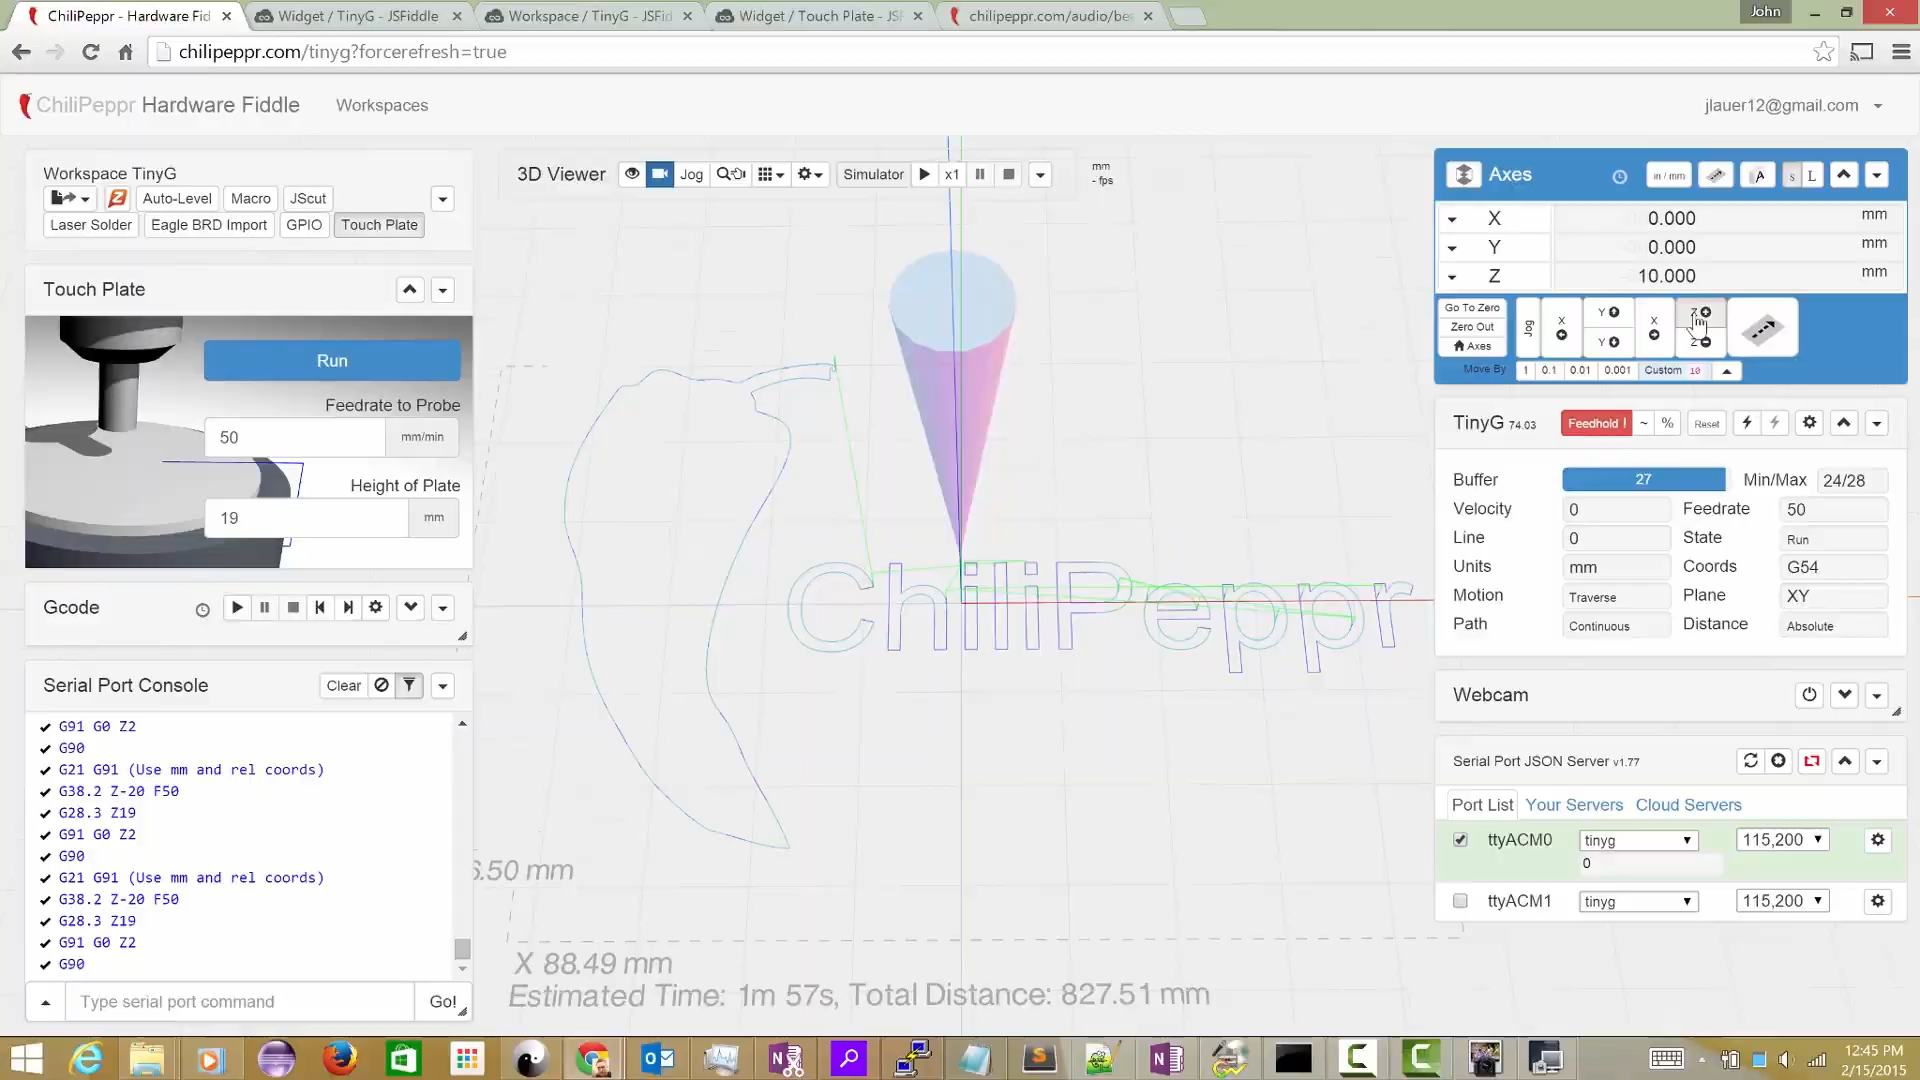 ChiliPeppr - Hardware Fid
Widget / TinyG - JSFiddle
Workspace / TinyG - JSFid
Widget / Touch Plate - JSF
chilipeppr.com/audio/bes
John
chilipeppr.com/tinyg?forcerefresh=true
ChiliPeppr Hardware Fiddle
Workspaces
jlauer12@gmail.com
Workspace TinyG
Auto-Level
Macro
JScut
Laser Solder
Eagle BRD Import
GPIO
Touch Plate
Touch Plate
Run
Feedrate to Probe
50
mm/min
Height of Plate
19
mm
Gcode
Serial Port Console
Clear
G91 G0 Z2
G90
G21 G91 (Use mm and rel coords)
G38.2 Z-20 F50
G28.3 Z19
G91 G0 Z2
G90
G21 G91 (Use mm and rel coords)
G38.2 Z-20 F50
G28.3 Z19
G91 G0 Z2
G90
Type serial port command
Go!
3D Viewer
Jog
Simulator
x1
mm
- fps
ChiliPeppr
6.50 mm
X 88.49 mm
Estimated Time: 1m 57s, Total Distance: 827.51 mm
Axes
in / mm
A
s
L
X 0.000 mm
Y 0.000 mm
Z 10.000 mm
Go To Zero
Zero Out
Axes
Jog
X
Y
Y
X
Z
Z
Move By
1
0.1
0.01
0.001
Custom 10
TinyG 74.03
Feedhold !
~
%
Reset
Buffer 27 Min/Max 24/28
Velocity 0 Feedrate 50
Line 0 State Run
Units mm Coords G54
Motion Traverse Plane XY
Path Continuous Distance Absolute
Webcam
Serial Port JSON Server v1.77
Port List
Your Servers
Cloud Servers
ttyACM0 tinyg 115,200
0
ttyACM1 tinyg 115,200
12:45 PM
2/15/2015